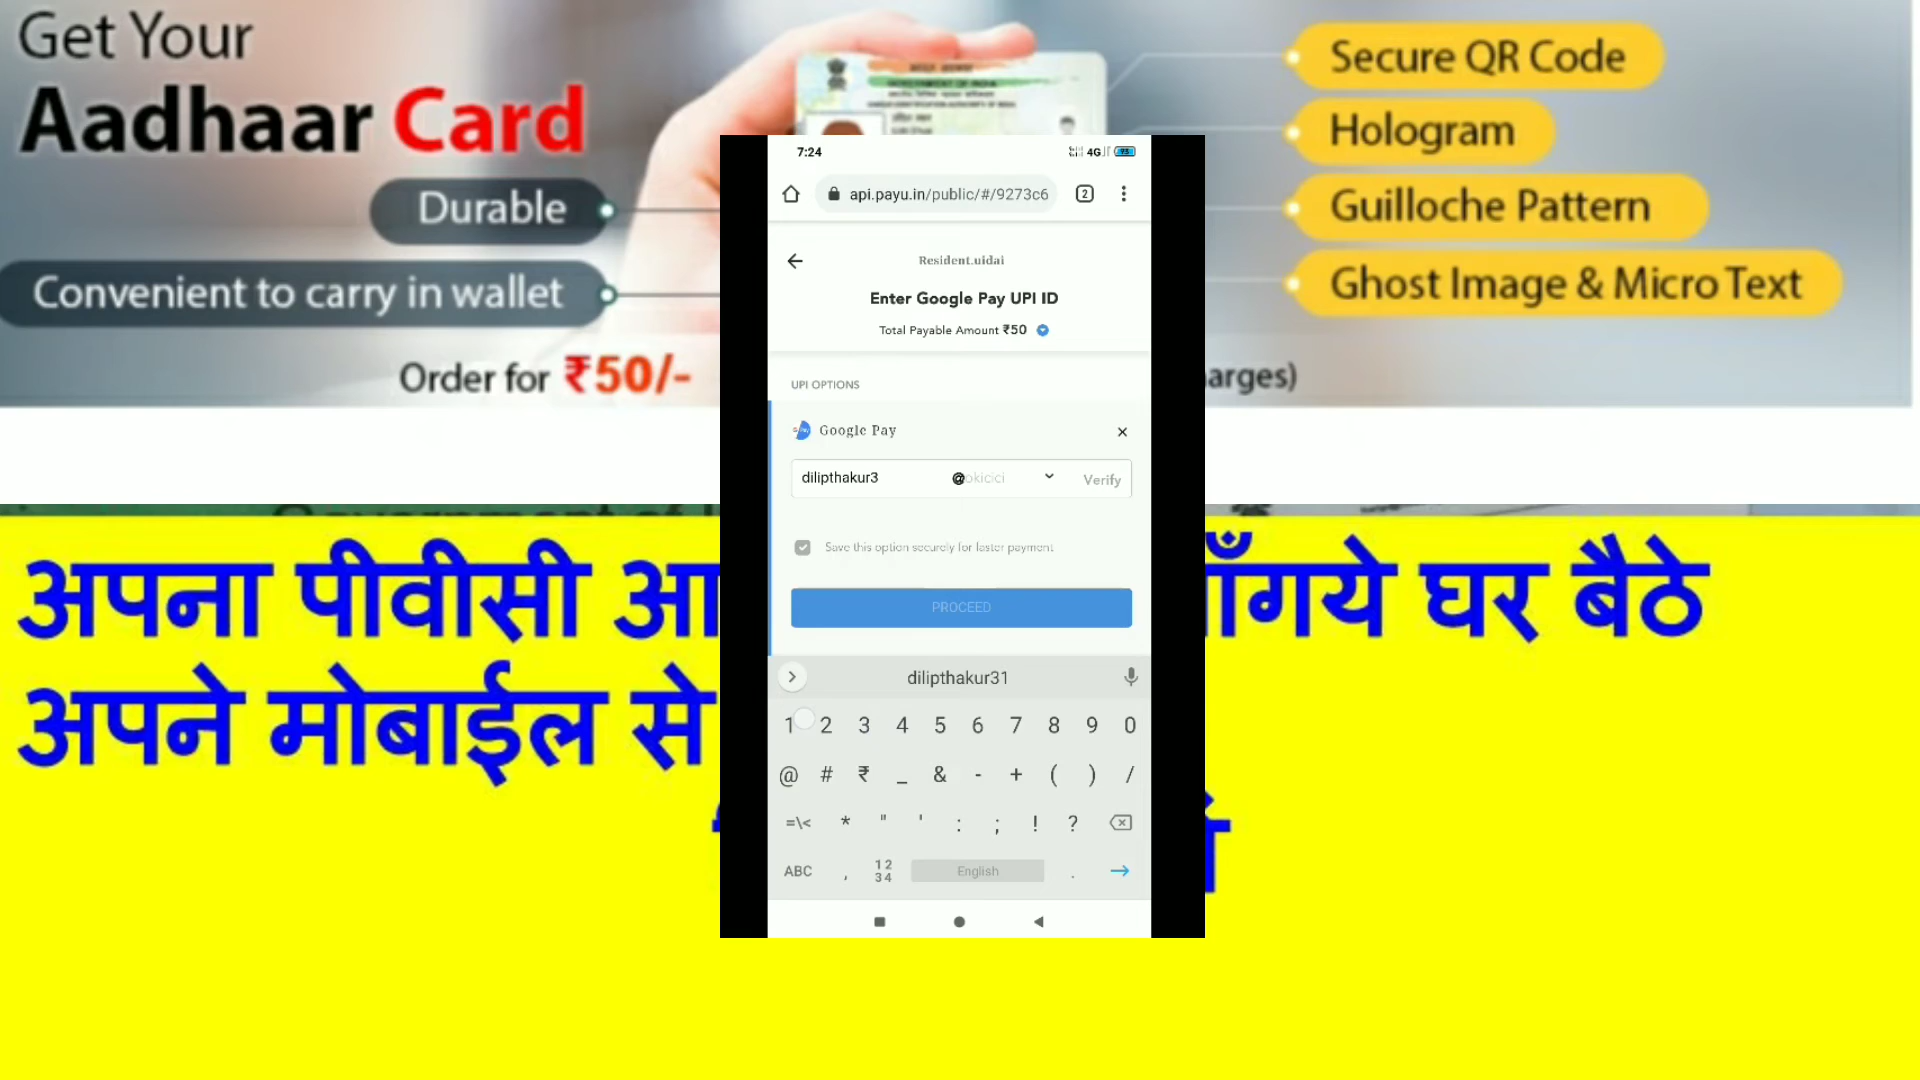 Get Your
Aadhaar Card
Durable
Convenient to carry in wallet
Order for ₹50/-
arges)
Secure QR Code
Hologram
Guilloche Pattern
Ghost Image & Micro Text
7:24
4G
93
api.payu.in/public/#/9273c6
2
Resident.uidai
Enter Google Pay UPI ID
Total Payable Amount ₹50
UPI OPTIONS
Google Pay
dilipthakur3 @okicici Verify
Save this option securely for faster payment
PROCEED
dilipthakur31
1 2 3 4 5 6 7 8 9 0
@ # ₹ _ & - + ( ) /
=\< * " ' : ; ! ?
ABC , 12 34 English .
अपना पीवीसी आ ाँगये घर बैठे
अपने मोबाईल से